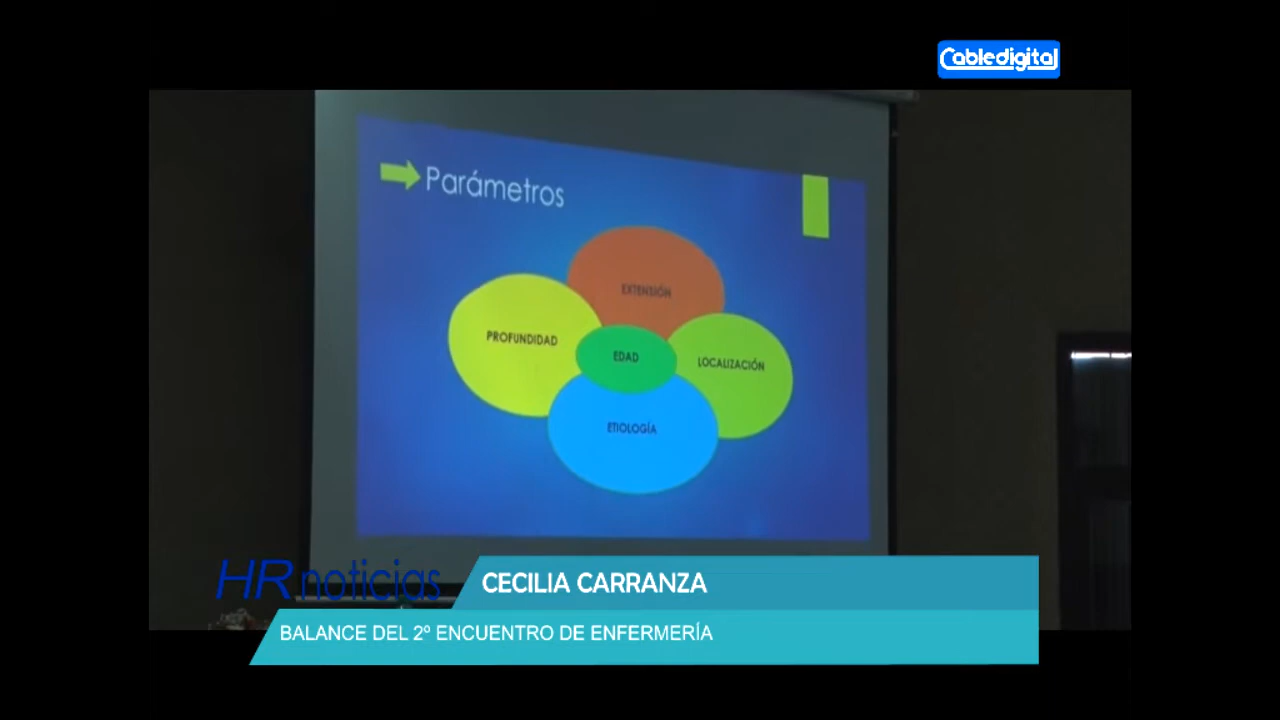 Cabledigital
Parámetros
EXTENSIÓN
PROFUNDIDAD
EDAD
LOCALIZACIÓN
ETIOLOGÍA
HR noticias
CECILIA CARRANZA
BALANCE DEL 2º ENCUENTRO DE ENFERMERÍA